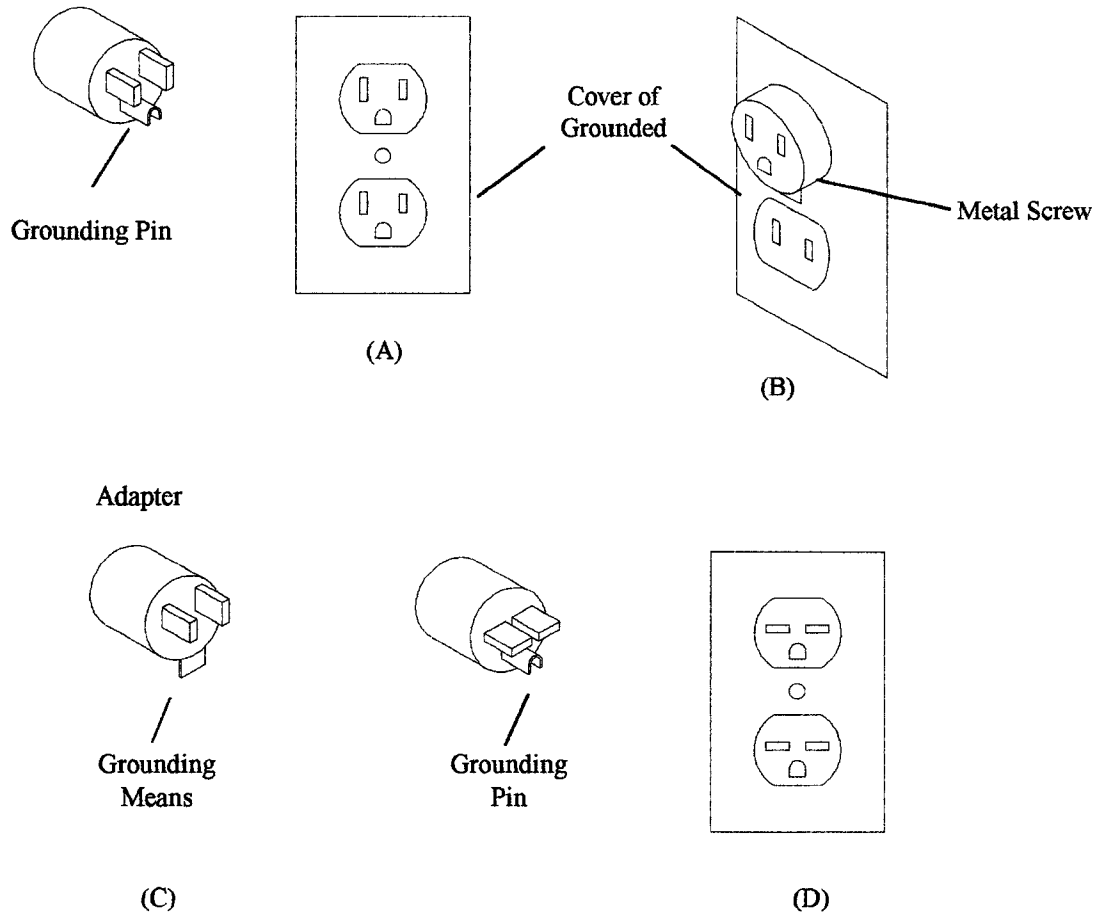 Cover of
Grounded
Grounding Pin
Metal Screw
(A)
(B)
Adapter
Grounding
Means
Grounding
Pin
(C)
(D)